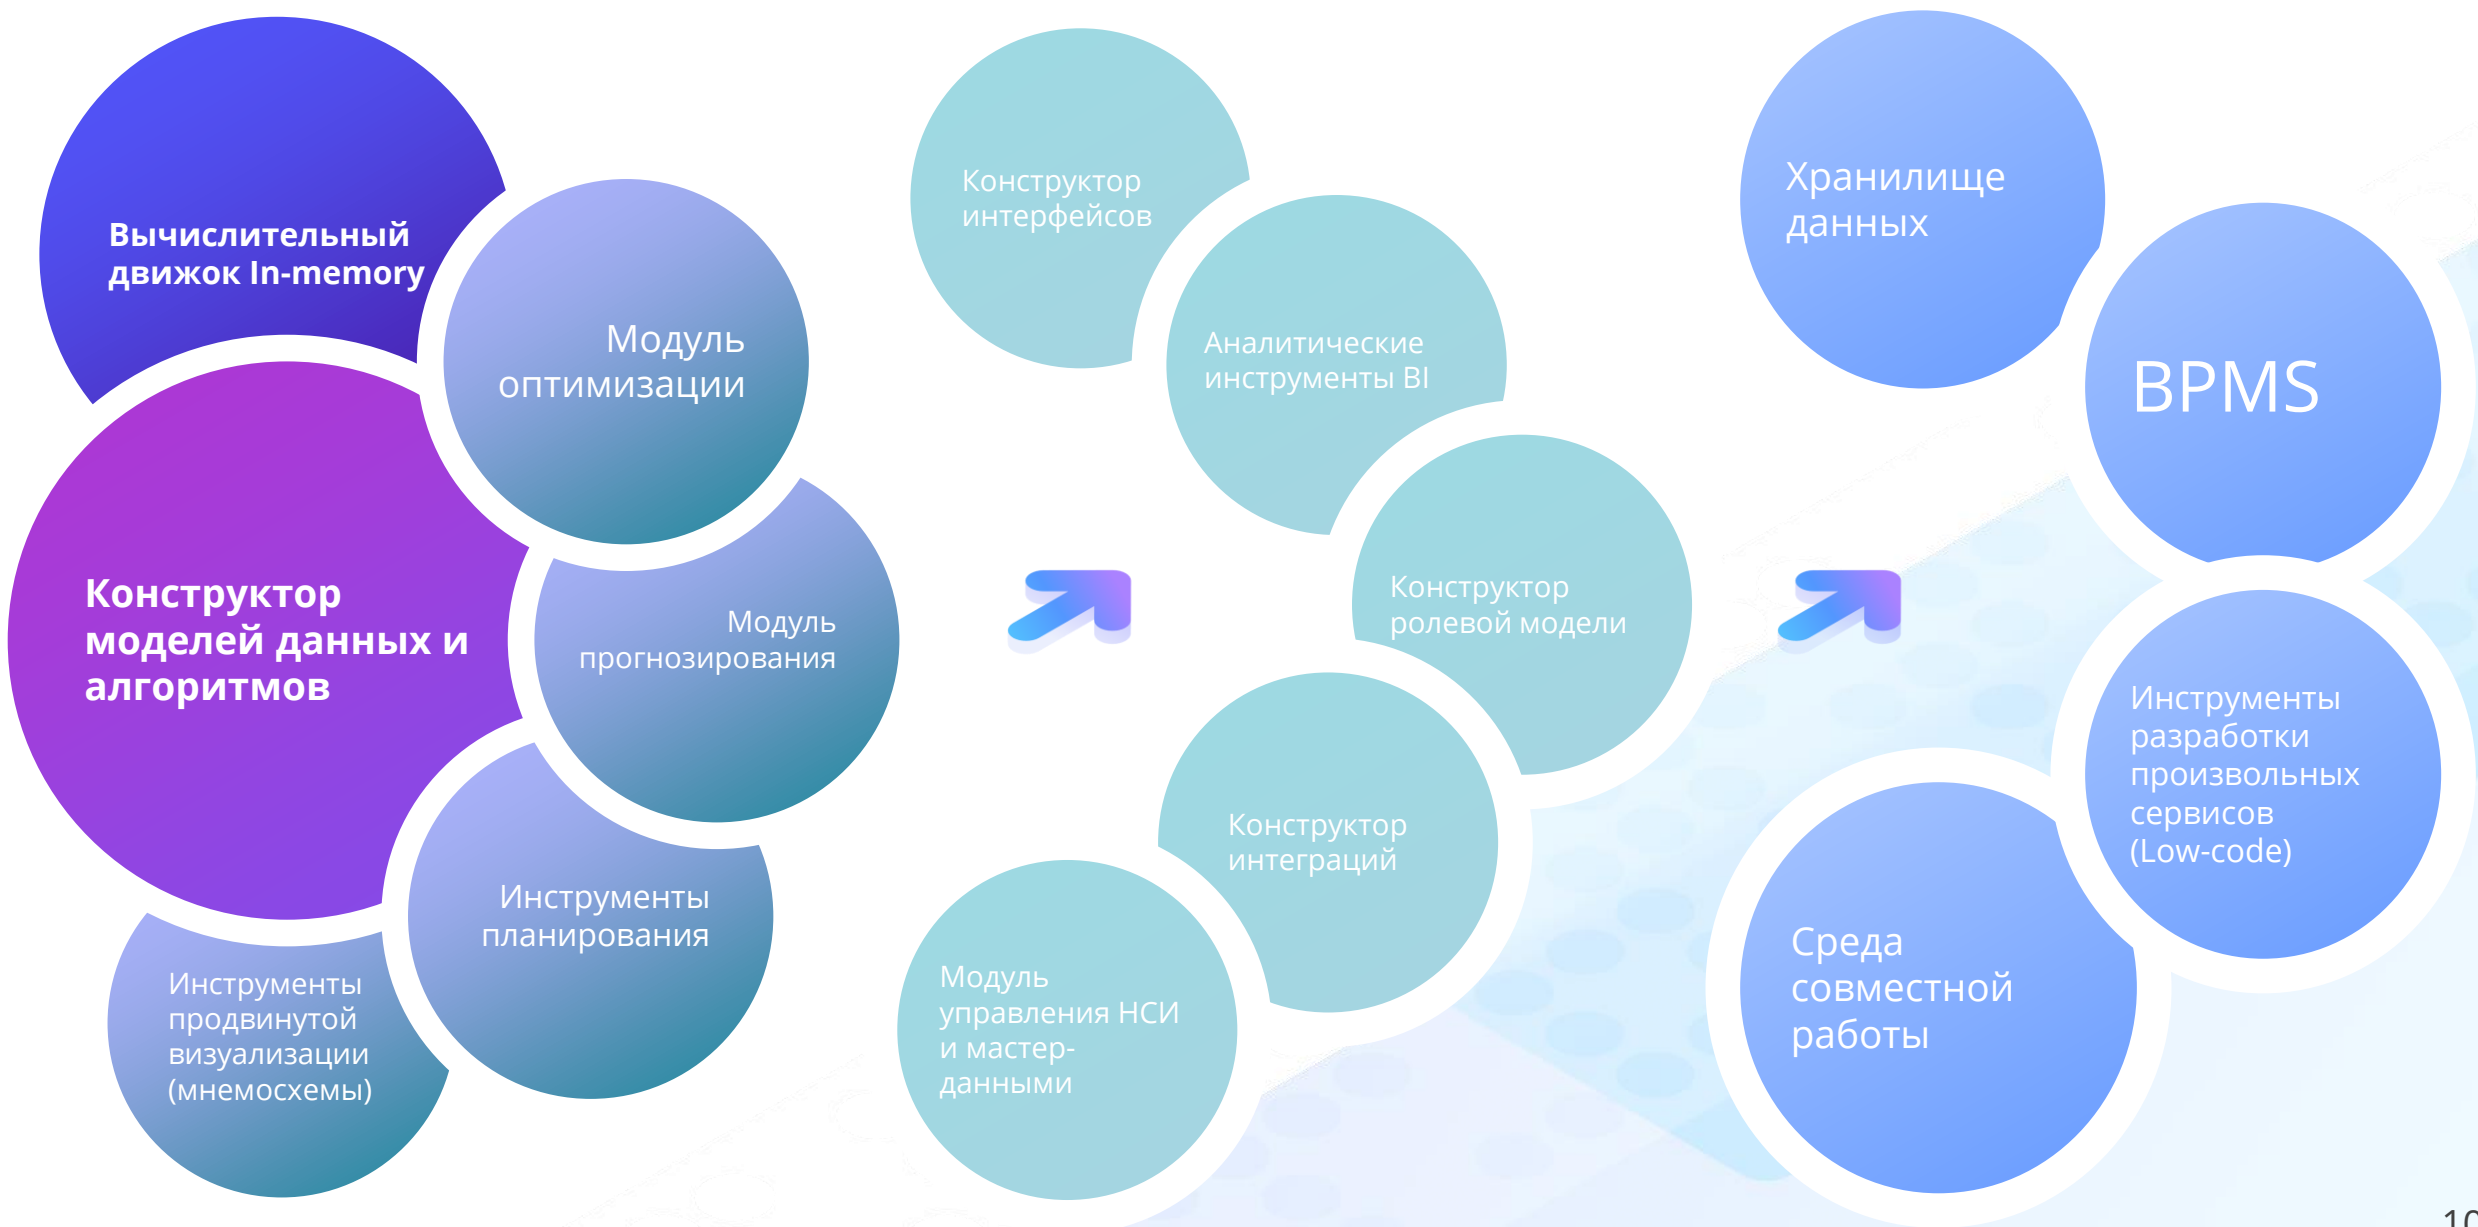 Вычислительный
движок In-memory
Модуль
оптимизации
Конструктор
моделей данных и
алгоритмов
Модуль
прогнозирования
Инструменты
планирования
Инструменты
продвинутой
визуализации
(мнемосхемы)
Конструктор
интерфейсов
Аналитические
инструменты BI
Конструктор
ролевой модели
Конструктор
интеграций
Модуль
управления НСИ
и мастер-
данными
Хранилище
данных
BPMS
Инструменты
разработки
произвольных
сервисов
(Low-code)
Среда
совместной
работы
10